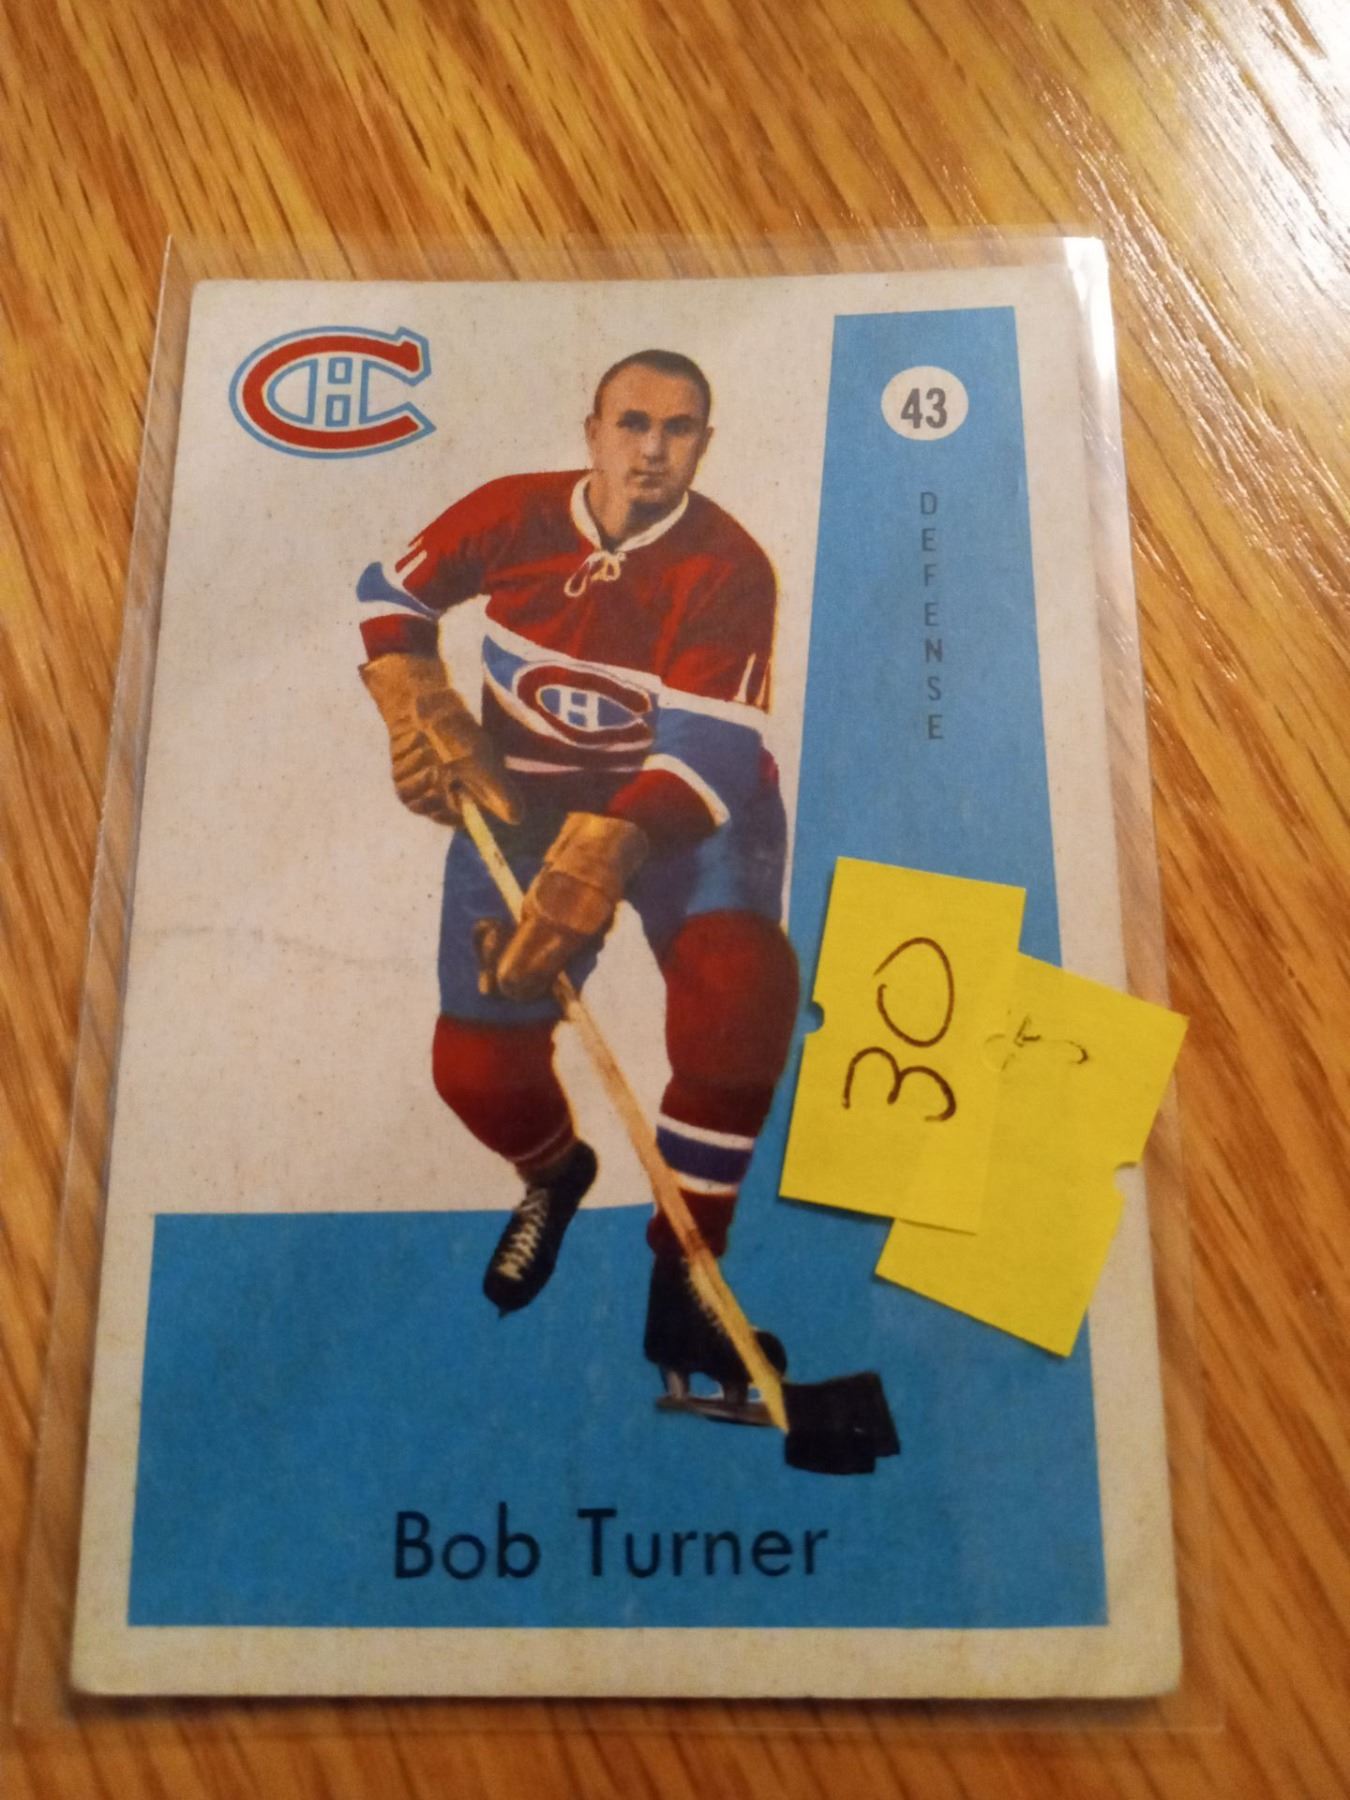 43
DEFENSE
30
Bob Turner